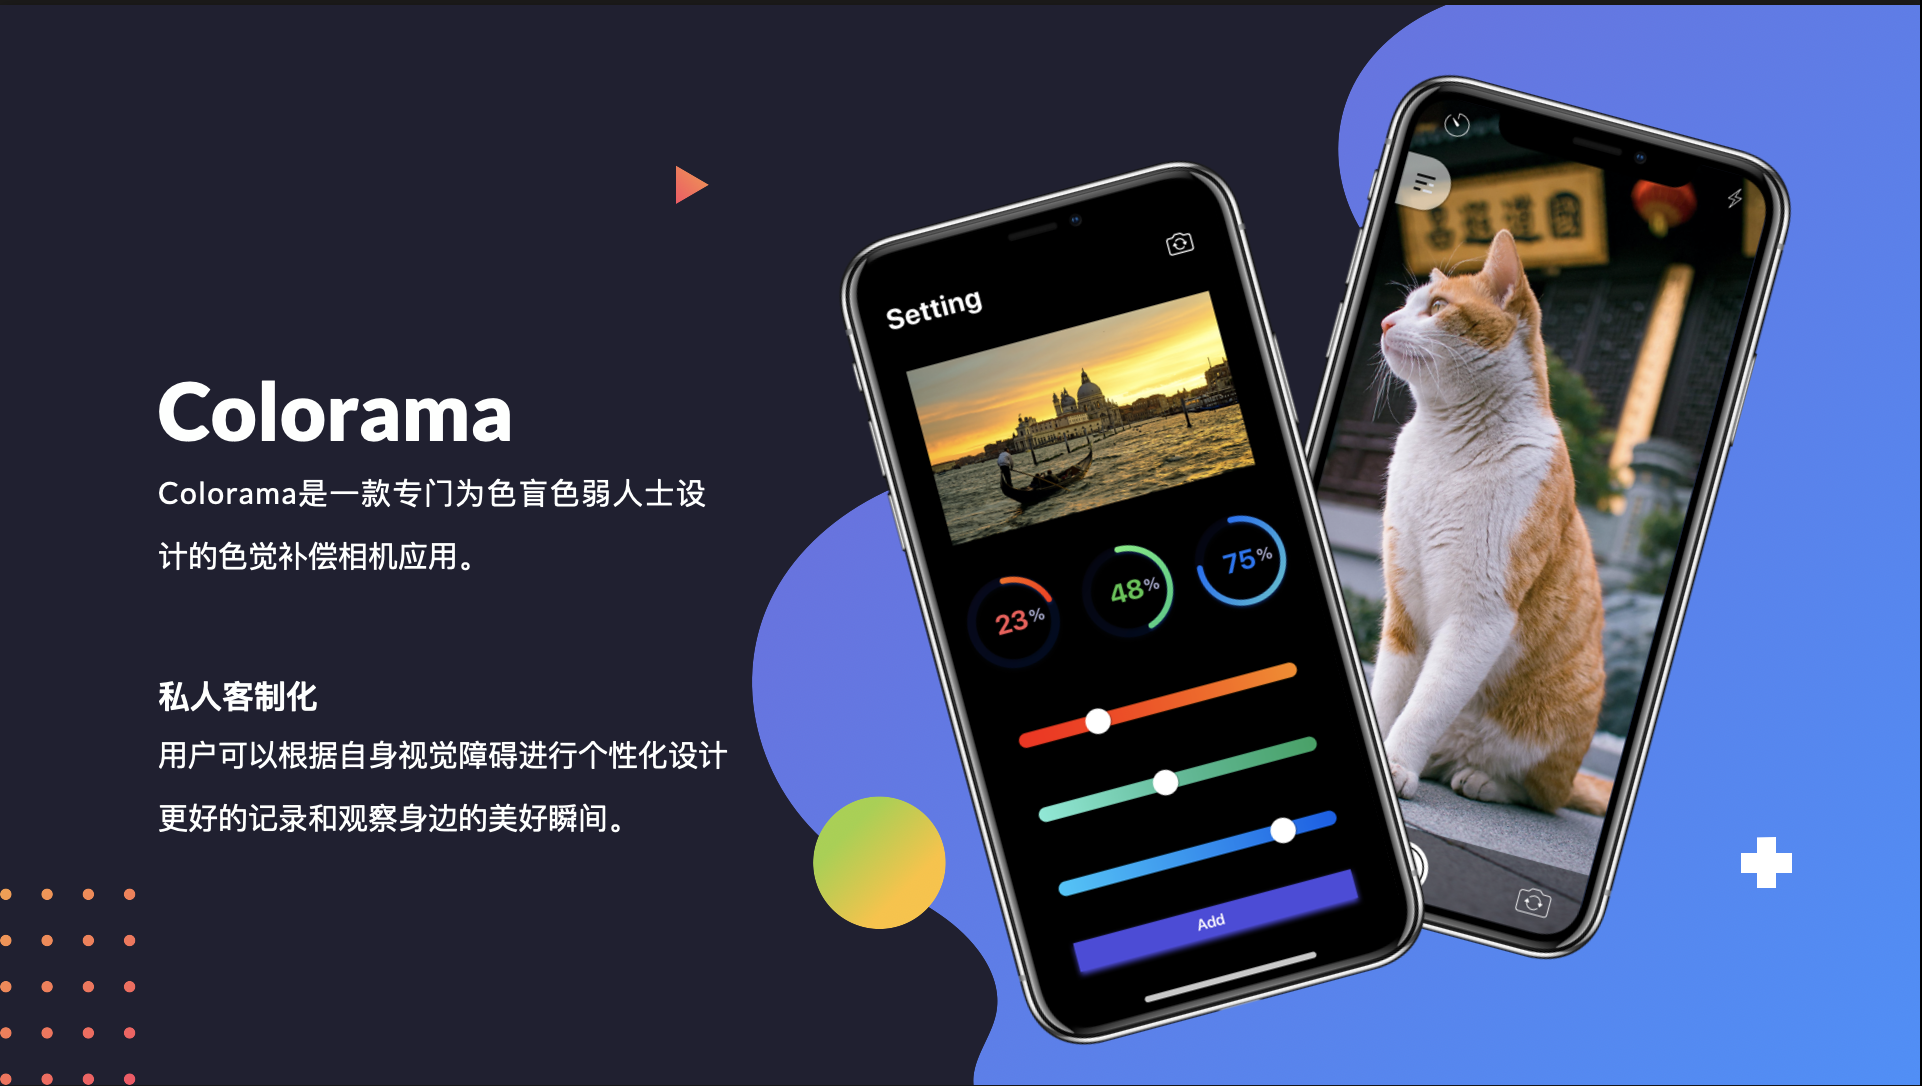 Colorama
Colorama是一款专门为色盲色弱人士设
计的色觉补偿相机应用。
私人客制化
用户可以根据自身视觉障碍进行个性化设计
更好的记录和观察身边的美好瞬间。
Setting
23%
48%
75%
Add